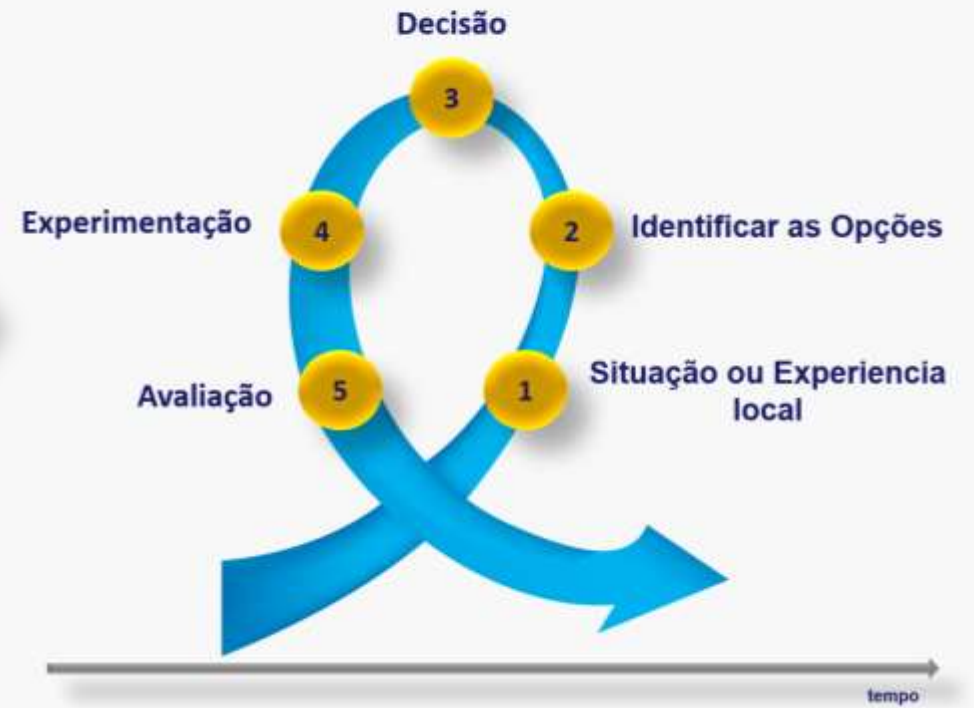 Decisão
3
Experimentação
4
2
Identificar as Opções
Avaliação
5
1
Situação ou Experiencia
local
tempo